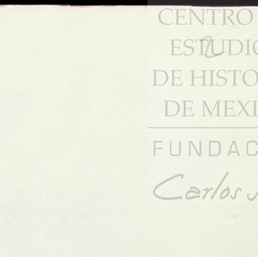 CENTRO
ESTUDIO
DE HISTO
DE MEXI
FUNDAC
Carlos